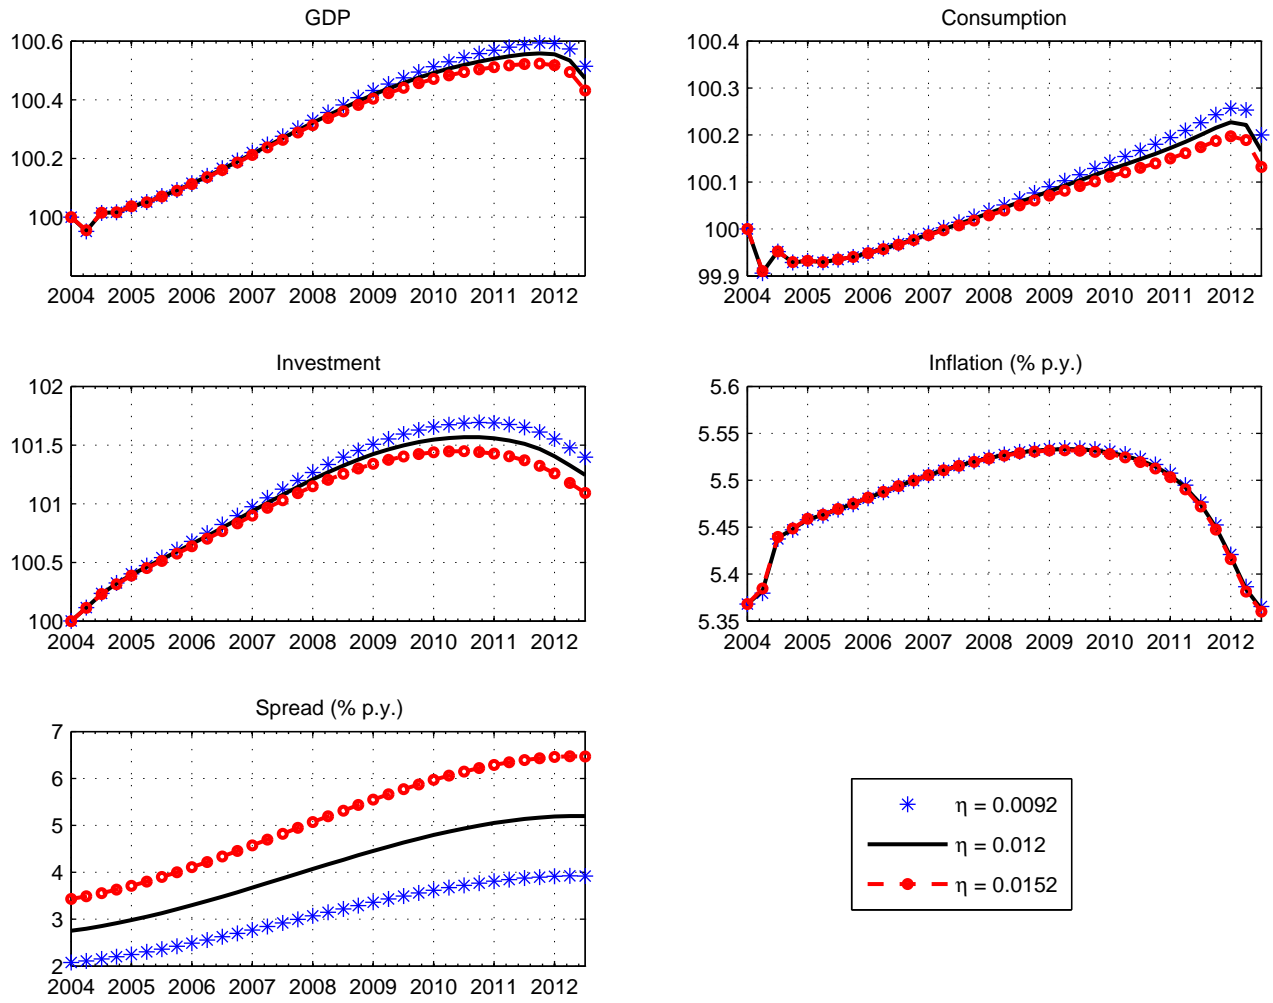 GDP
100.6
100.4
100.2
100
2004 2005 2006 2007 2008 2009 2010 2011 2012
Consumption
100.4
100.3
100.2
100.1
100
99.9
2004 2005 2006 2007 2008 2009 2010 2011 2012
Investment
102
101.5
101
100.5
100
2004 2005 2006 2007 2008 2009 2010 2011 2012
Inflation (% p.y.)
5.6
5.55
5.5
5.45
5.4
5.35
2004 2005 2006 2007 2008 2009 2010 2011 2012
Spread (% p.y.)
7
6
5
4
3
2
2004 2005 2006 2007 2008 2009 2010 2011 2012
η = 0.0092
η = 0.012
η = 0.0152